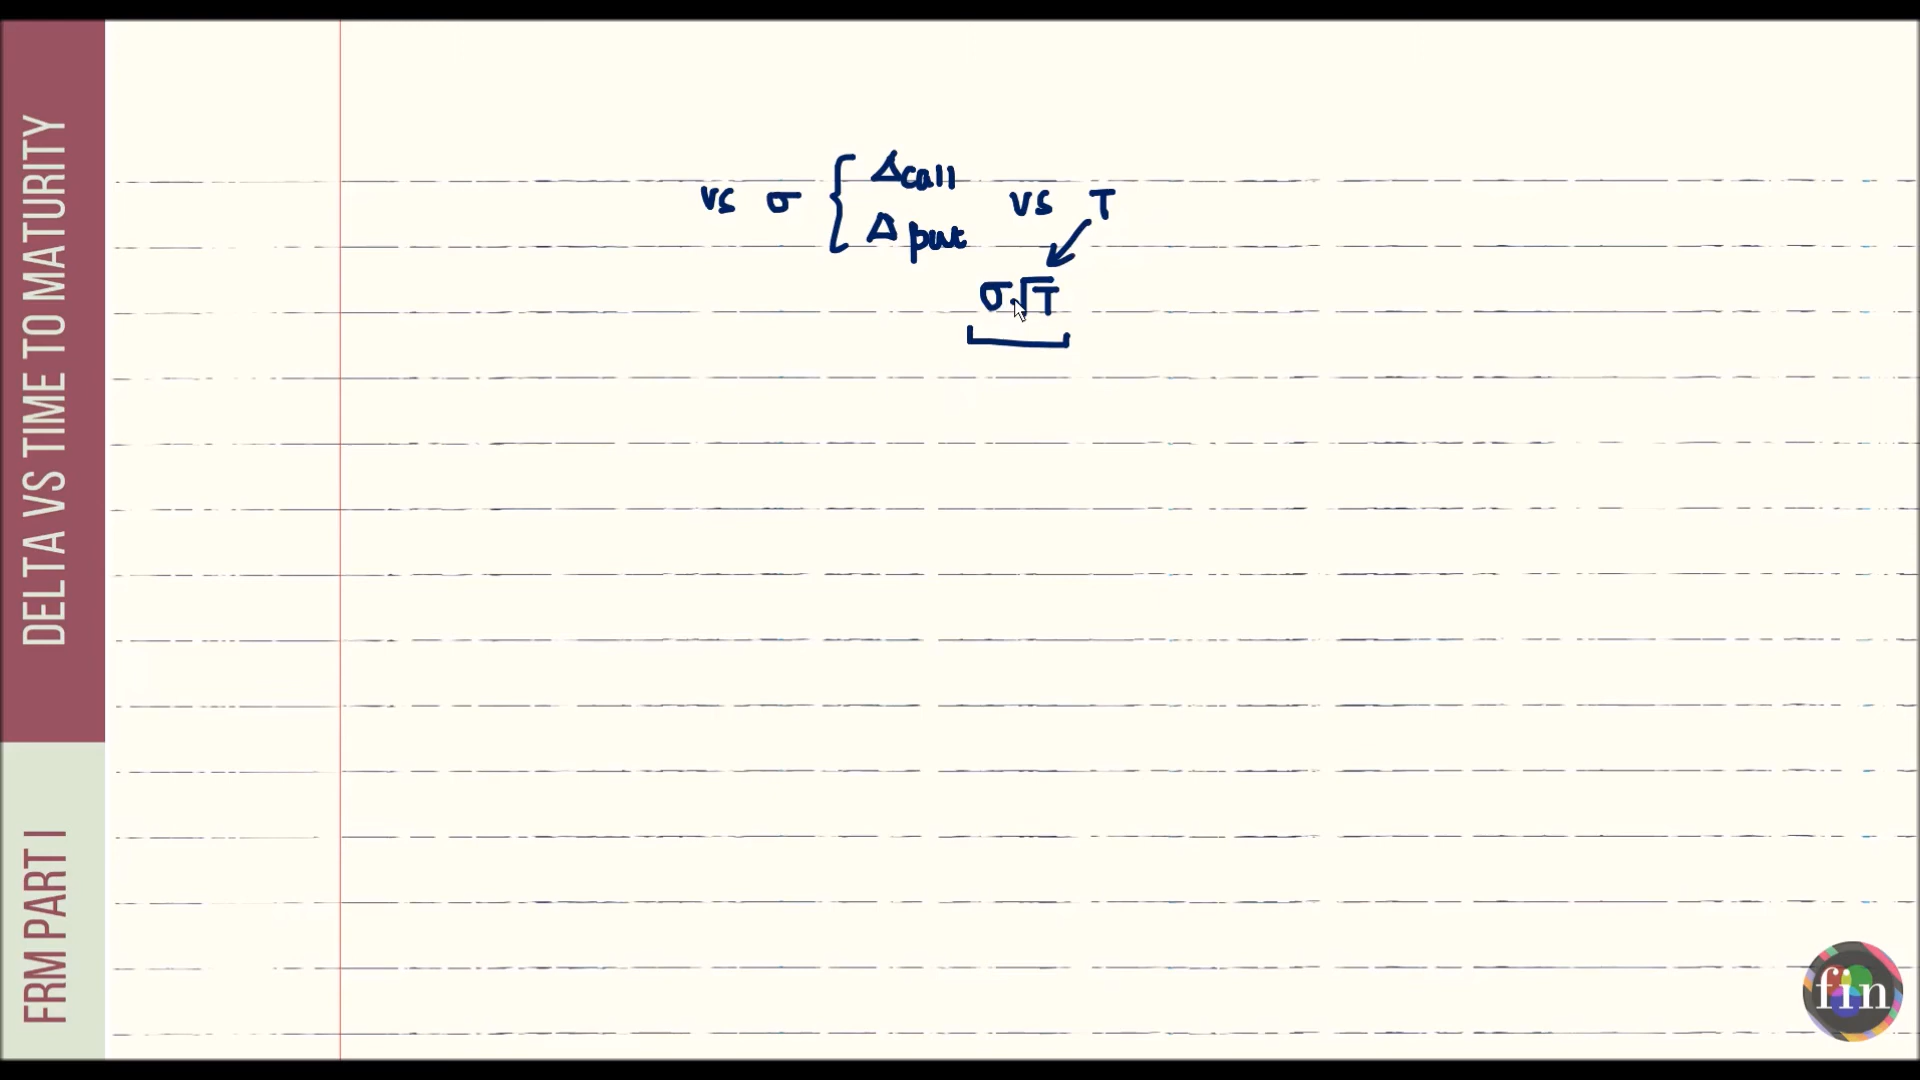 DELTA VS TIME TO MATURITY
FRM PART I
vs σ { Δcall vs T
Δput
σ√T
fin